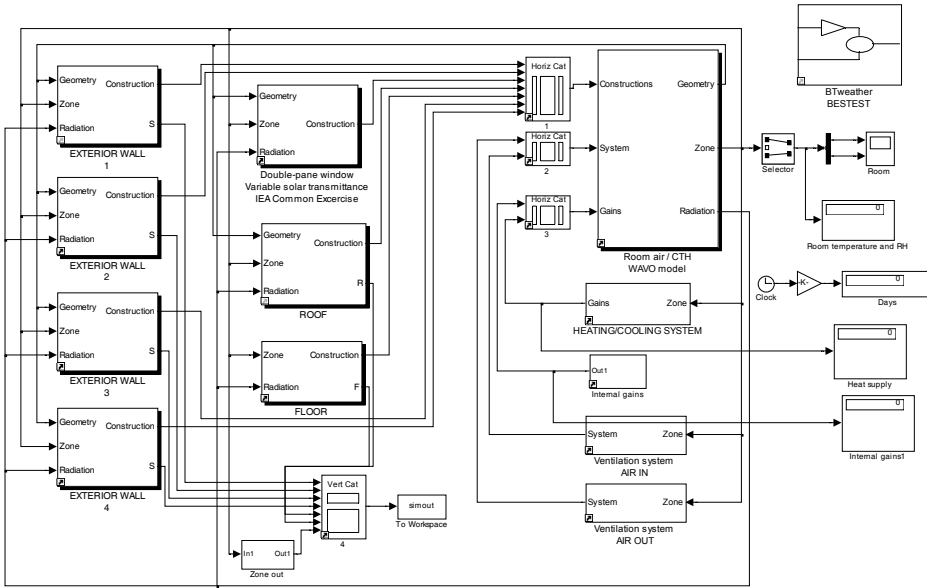 Geometry
Zone
Radiation
Construction
S
EXTERIOR WALL
1
Geometry
Zone
Radiation
Construction
S
EXTERIOR WALL
2
Geometry
Zone
Radiation
Construction
S
EXTERIOR WALL
3
Geometry
Zone
Radiation
Construction
S
EXTERIOR WALL
4
Geometry
Zone
Radiation
Construction
Double-pane window
Variable solar transmittance
IEA Common Excercise
Geometry
Zone
Radiation
Construction
R
ROOF
Zone
Radiation
Construction
F
FLOOR
In1
Out1
Zone out
Vert Cat
4
simout
To Workspace
Horiz Cat
1
Horiz Cat
2
Horiz Cat
3
Constructions
System
Gains
Geometry
Zone
Radiation
Room air / CTH
WAVO model
Gains
Zone
HEATING/COOLING SYSTEM
Out1
Internal gains
System
Zone
Ventilation system
AIR IN
System
Zone
Ventilation system
AIR OUT
BTweather
BESTEST
Selector
Room
0
Room temperature and RH
Clock
-K-
0
Days
0
Heat supply
0
Internal gains1